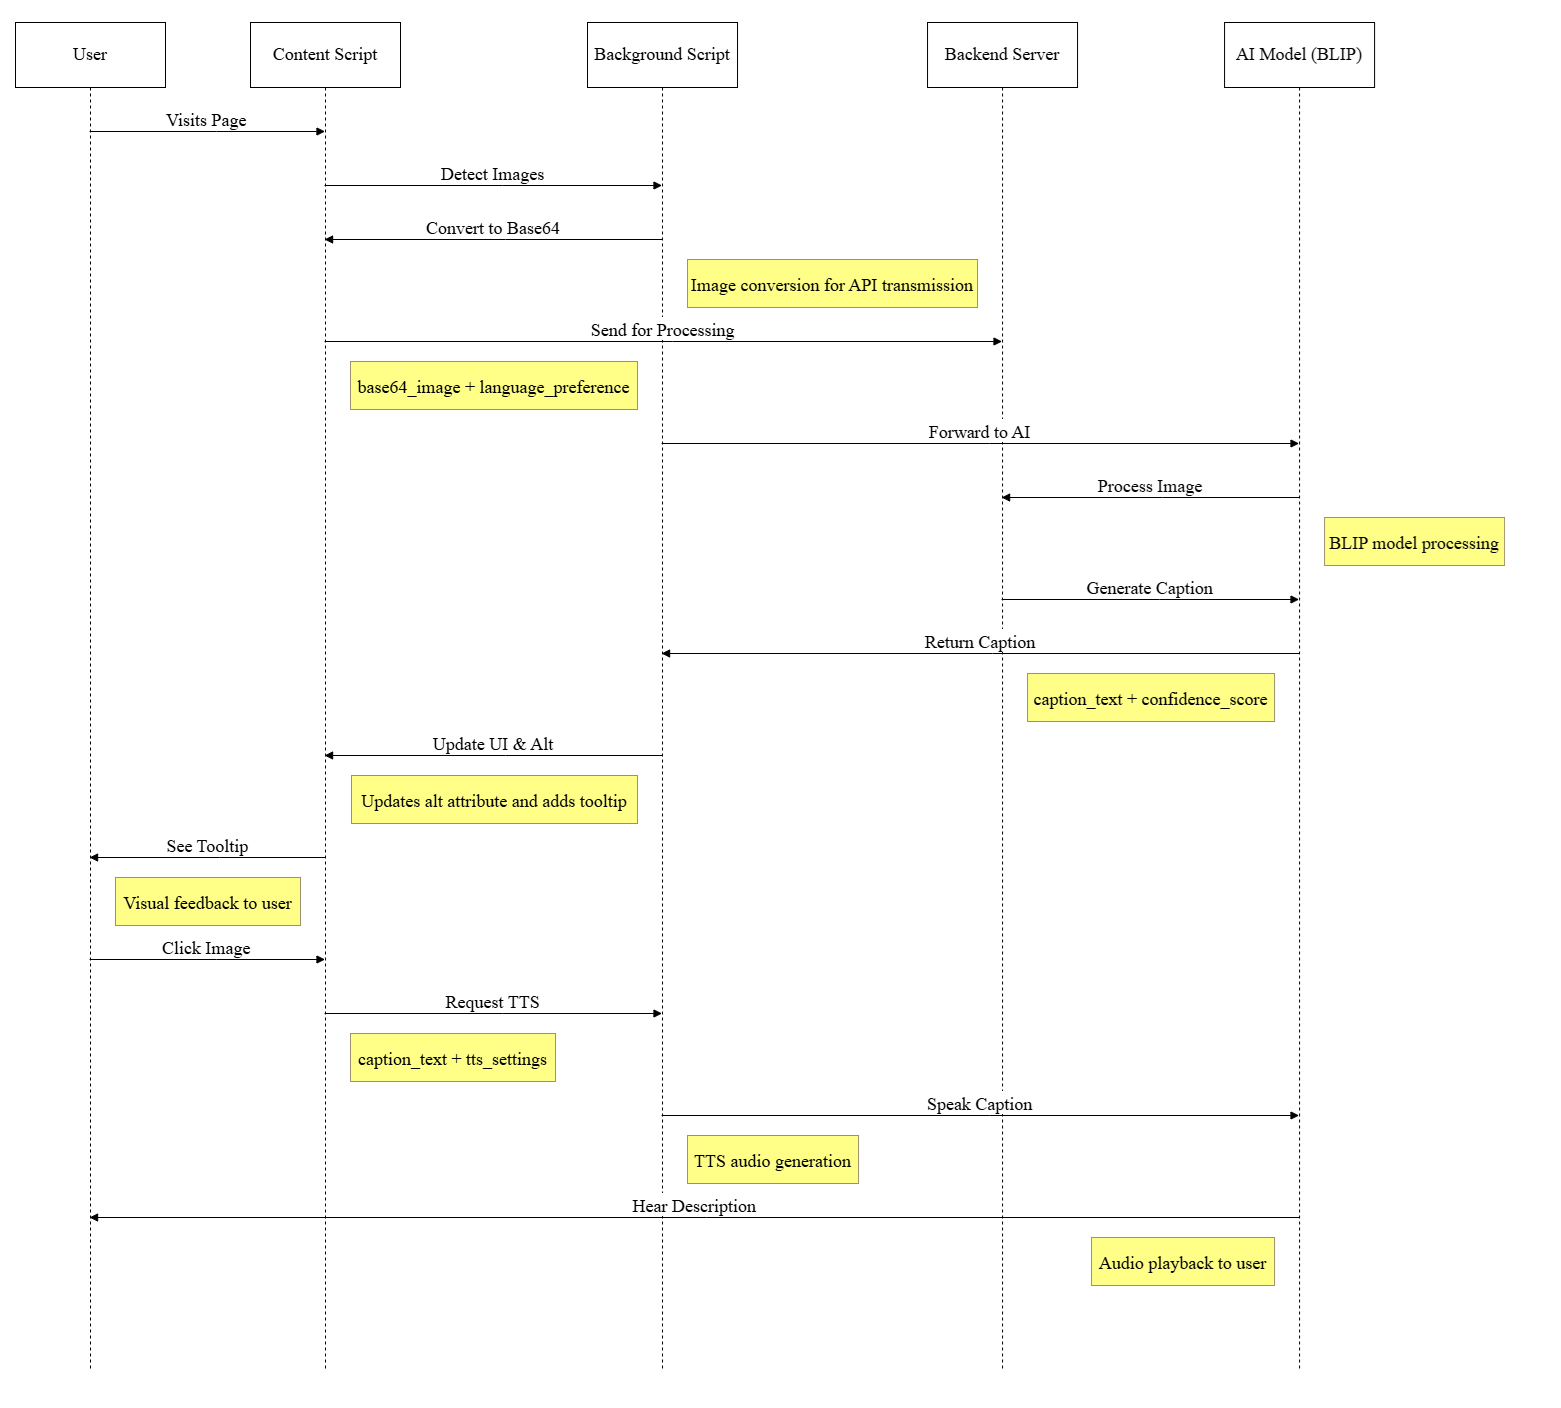 User
Content Script
Background Script
Backend Server
AI Model (BLIP)
Visits Page
Detect Images
Convert to Base64
Image conversion for API transmission
Send for Processing
base64_image + language_preference
Forward to AI
Process Image
BLIP model processing
Generate Caption
Return Caption
caption_text + confidence_score
Update UI & Alt
Updates alt attribute and adds tooltip
See Tooltip
Visual feedback to user
Click Image
Request TTS
caption_text + tts_settings
Speak Caption
TTS audio generation
Hear Description
Audio playback to user